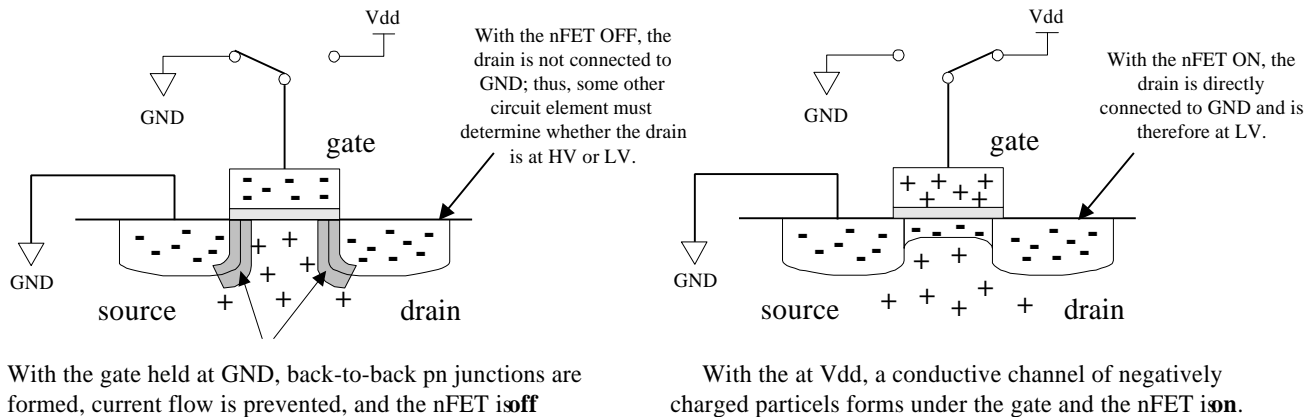 Vdd
With the nFET OFF, the
drain is not connected to
GND; thus, some other
circuit element must
determine whether the drain
is at HV or LV.
GND
gate
GND
source
drain
With the gate held at GND, back-to-back pn junctions are
formed, current flow is prevented, and the nFET is off
Vdd
With the nFET ON, the
drain is directly
connected to GND and is
therefore at LV.
GND
gate
GND
source
drain
With the at Vdd, a conductive channel of negatively
charged particels forms under the gate and the nFET is on.